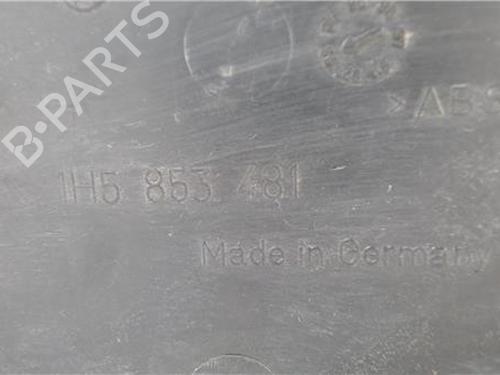 B-PARTS
>ABS
1H5 853 481
Made in Germany